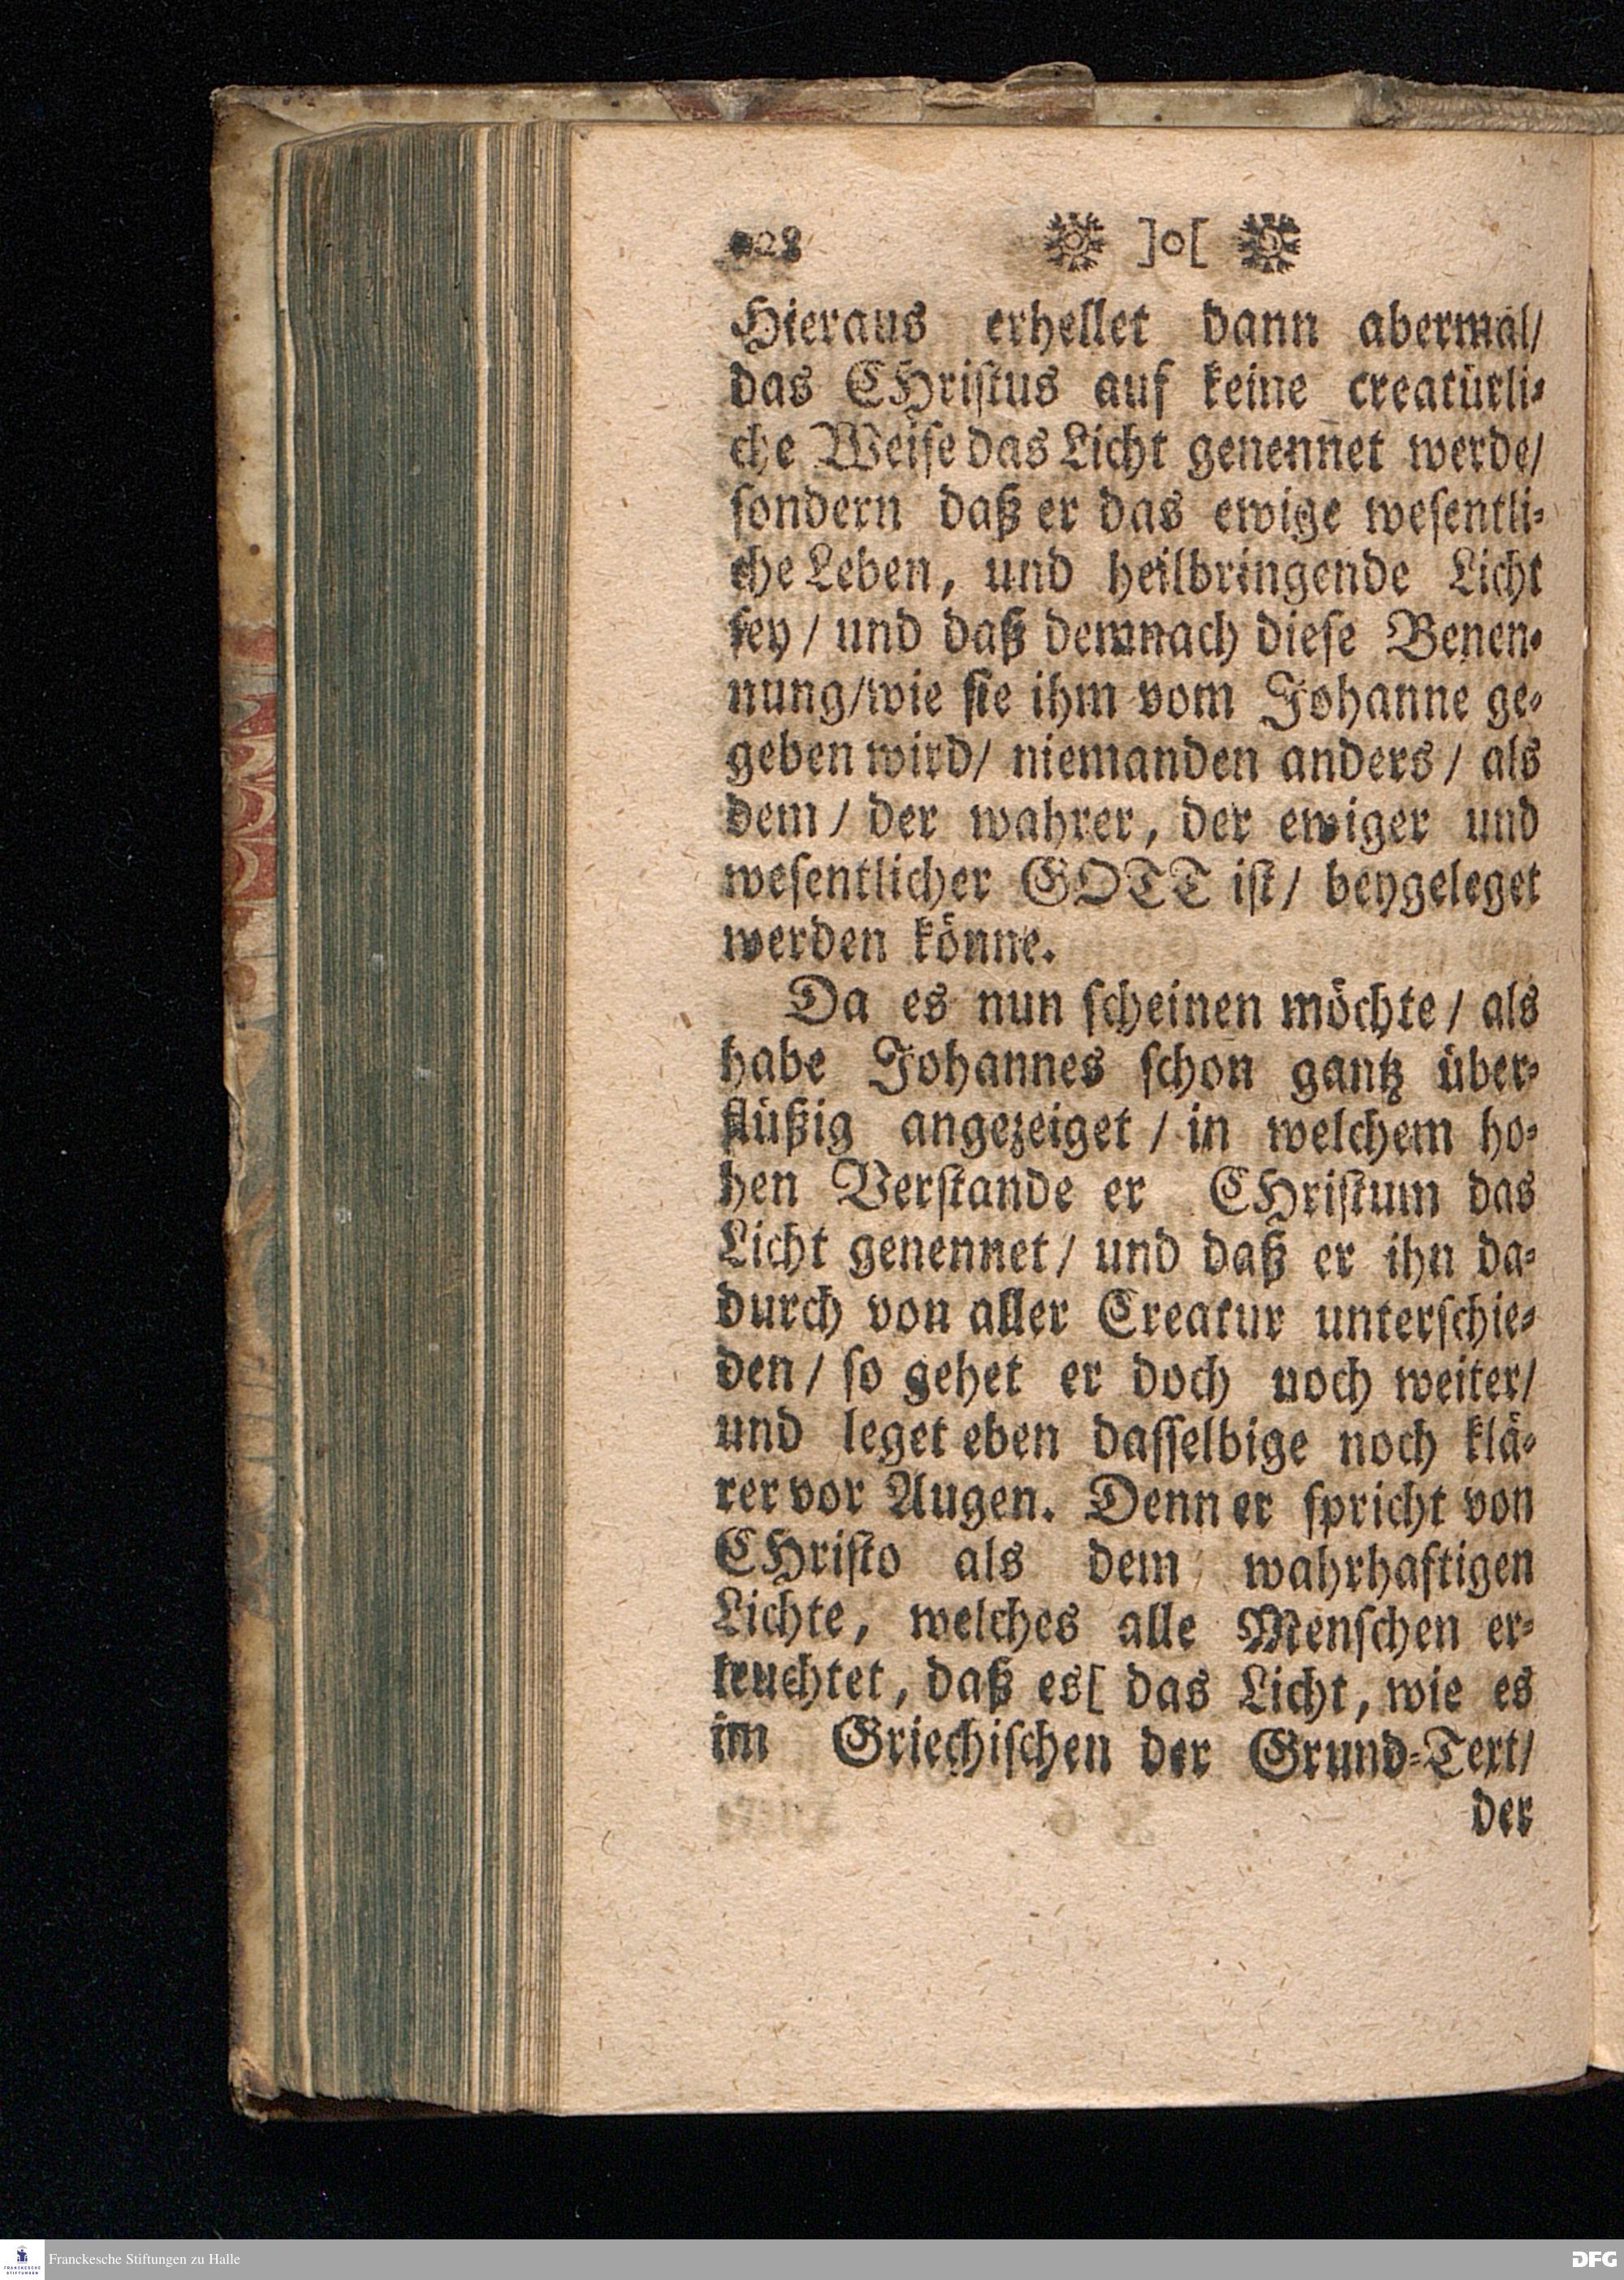 28 ]o[
Hieraus erhellet dann abermal/
das CHriſtus auf keine creatürli⸗
che Weiſe das Licht genennet werde/
ſondern daß er das ewige weſentli⸗
che Leben, und heilbringende Licht
ſey / und daß demnach dieſe Benen⸗
nung/wie ſie ihm vom Johanne ge⸗
geben wird/ niemanden anders / als
dem / der wahrer, der ewiger und
weſentlicher GOTT iſt/ beygeleget
werden könne.
Da es nun ſcheinen möchte / als
habe Johannes ſchon gantz über⸗
flüßig angezeiget / in welchem ho⸗
hen Verſtande er CHriſtum das
Licht genennet/ und daß er ihn da⸗
durch von aller Creatur unterſchie⸗
den / ſo gehet er doch noch weiter/
und leget eben daſſelbige noch klä⸗
rer vor Augen. Denn er ſpricht von
CHriſto als dem wahrhaftigen
Lichte, welches alle Menſchen er⸗
leuchtet, daß es[ das Licht, wie es
im Griechiſchen der Grund⸗Text/
der
Franckesche Stiftungen zu Halle
FRANCKESCHE STIFTUNGEN
DFG